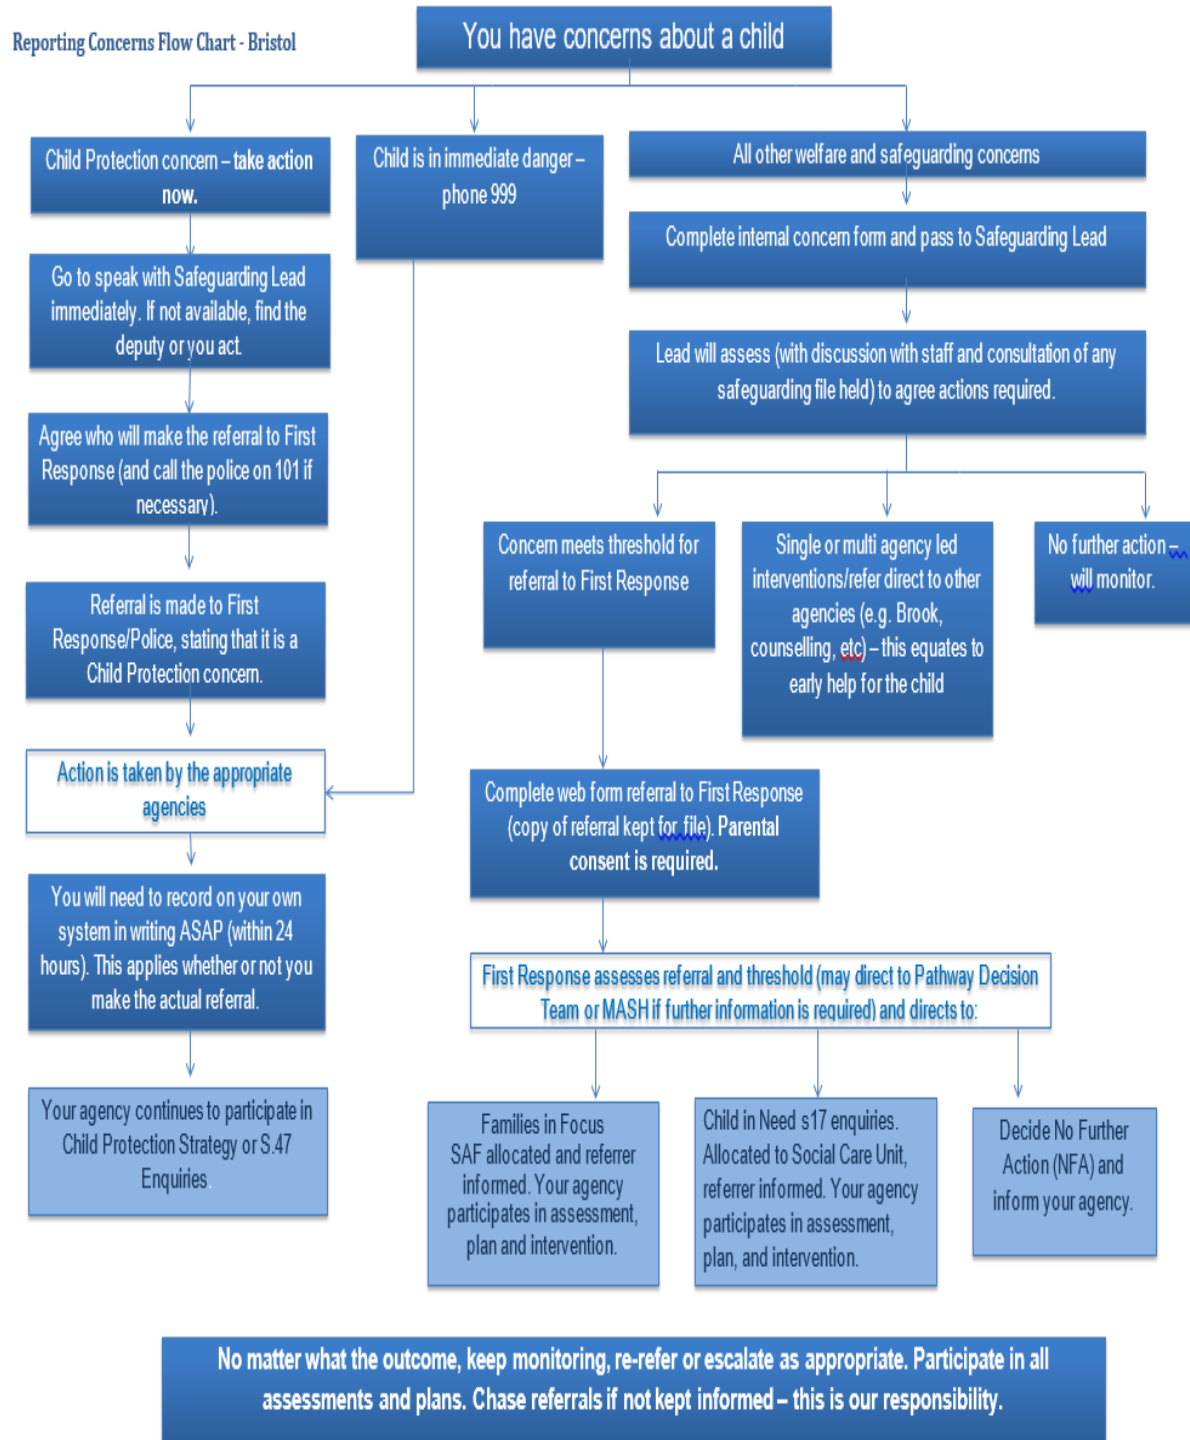 Reporting Concerns Flow Chart - Bristol
You have concerns about a child
Child Protection concern – take action
now.
Go to speak with Safeguarding Lead
immediately. If not available, find the
deputy or you act.
Agree who will make the referral to First
Response (and call the police on 101 if
necessary).
Referral is made to First
Response/Police, stating that it is a
Child Protection concern.
Action is taken by the appropriate
agencies
You will need to record on your own
system in writing ASAP (within 24
hours). This applies whether or not you
make the actual referral.
Your agency continues to participate in
Child Protection Strategy or S.47
Enquiries.
Child is in immediate danger –
phone 999
All other welfare and safeguarding concerns
Complete internal concern form and pass to Safeguarding Lead
Lead will assess (with discussion with staff and consultation of any
safeguarding file held) to agree actions required.
Concern meets threshold for
referral to First Response
Single or multi agency led
interventions/refer direct to other
agencies (e.g. Brook,
counselling, etc) – this equates to
early help for the child
No further action –
will monitor.
Complete web form referral to First Response
(copy of referral kept for file). Parental
consent is required.
First Response assesses referral and threshold (may direct to Pathway Decision
Team or MASH if further information is required) and directs to:
Families in Focus
SAF allocated and referrer
informed. Your agency
participates in assessment,
plan and intervention.
Child in Need s17 enquiries.
Allocated to Social Care Unit,
referrer informed. Your agency
participates in assessment,
plan, and intervention.
Decide No Further
Action (NFA) and
inform your agency.
No matter what the outcome, keep monitoring, re-refer or escalate as appropriate. Participate in all
assessments and plans. Chase referrals if not kept informed – this is our responsibility.